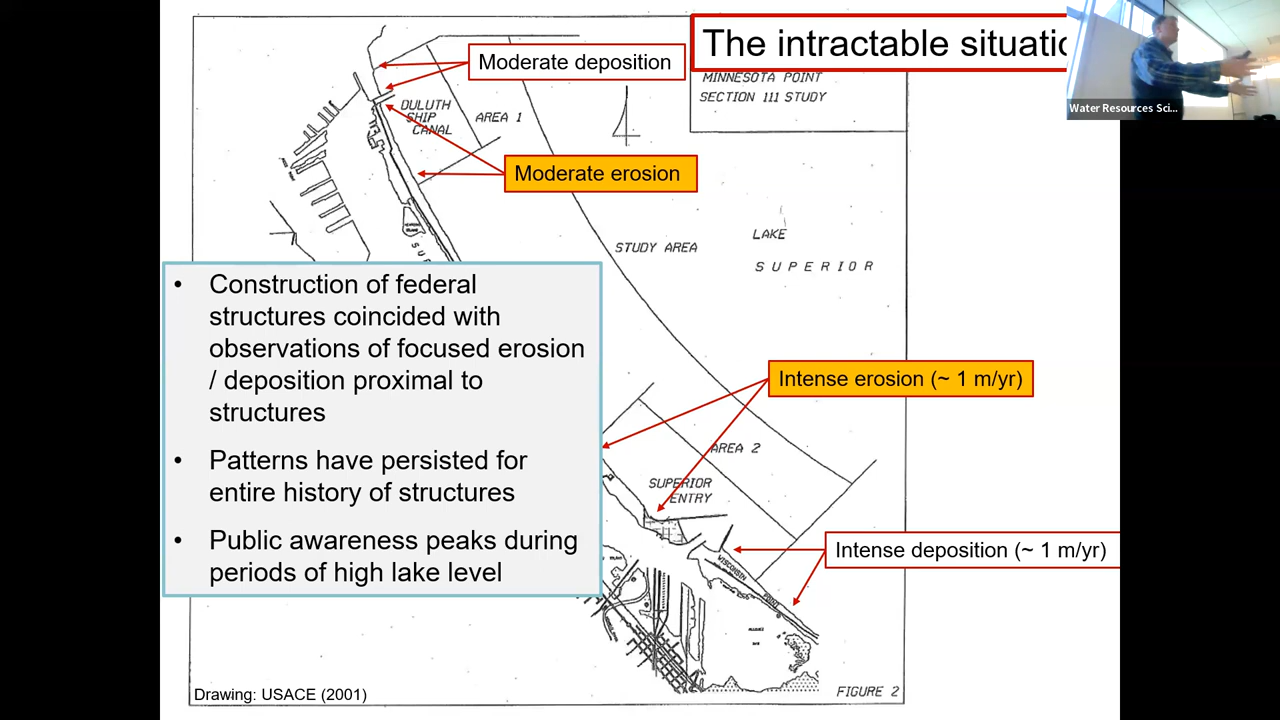 The intractable situatio
Water Resources Sci...
MINNESOTA POINT
SECTION 111 STUDY
Moderate deposition
DULUTH
SHIP
CANAL
AREA 1
Moderate erosion
STUDY AREA
LAKE
SUPERIOR
S U
• Construction of federal
structures coincided with
observations of focused erosion
/ deposition proximal to
structures
• Patterns have persisted for
entire history of structures
• Public awareness peaks during
periods of high lake level
Intense erosion (~ 1 m/yr)
AREA 2
SUPERIOR
ENTRY
Intense deposition (~ 1 m/yr)
WISCONSIN
POINT
Drawing: USACE (2001)
FIGURE 2